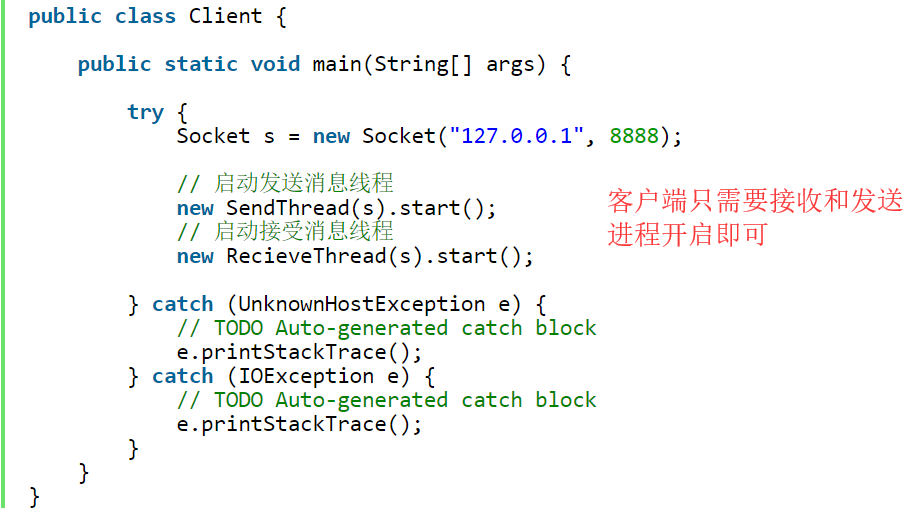 public class Client {
public static void main(String[] args) {
try {
Socket s = new Socket("127.0.0.1", 8888);
// 启动发送消息线程
new SendThread(s).start();
// 启动接受消息线程
new RecieveThread(s).start();
客户端只需要接收和发送
进程开启即可
} catch (UnknownHostException e) {
// TODO Auto-generated catch block
e.printStackTrace();
} catch (IOException e) {
// TODO Auto-generated catch block
e.printStackTrace();
}
}
}